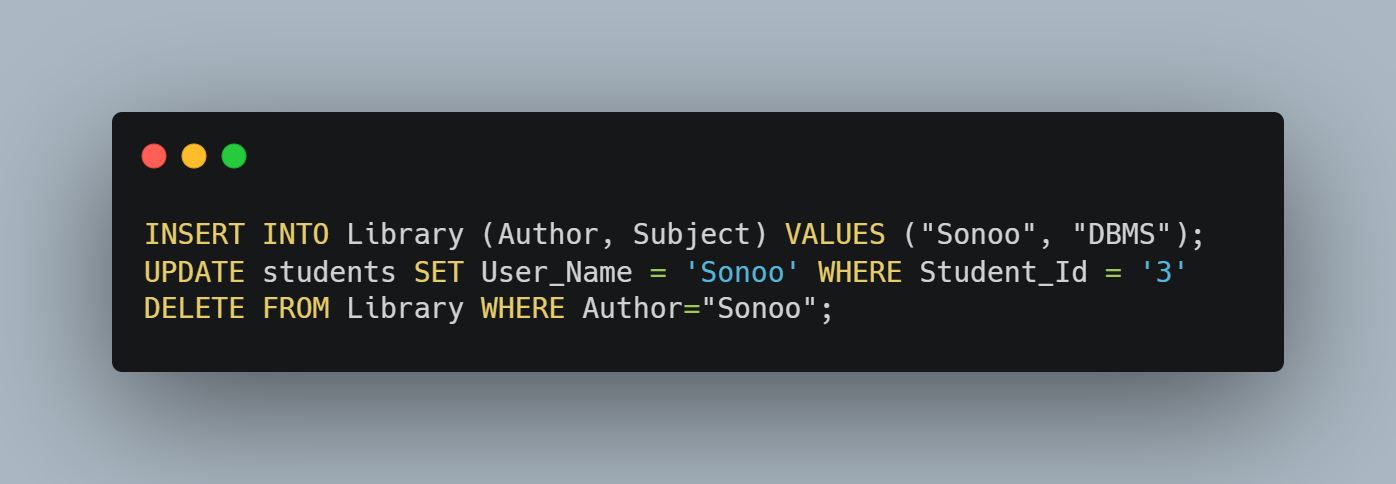 INSERT INTO Library (Author, Subject) VALUES ("Sonoo", "DBMS");
UPDATE students SET User_Name = 'Sonoo' WHERE Student_Id = '3'
DELETE FROM Library WHERE Author="Sonoo";